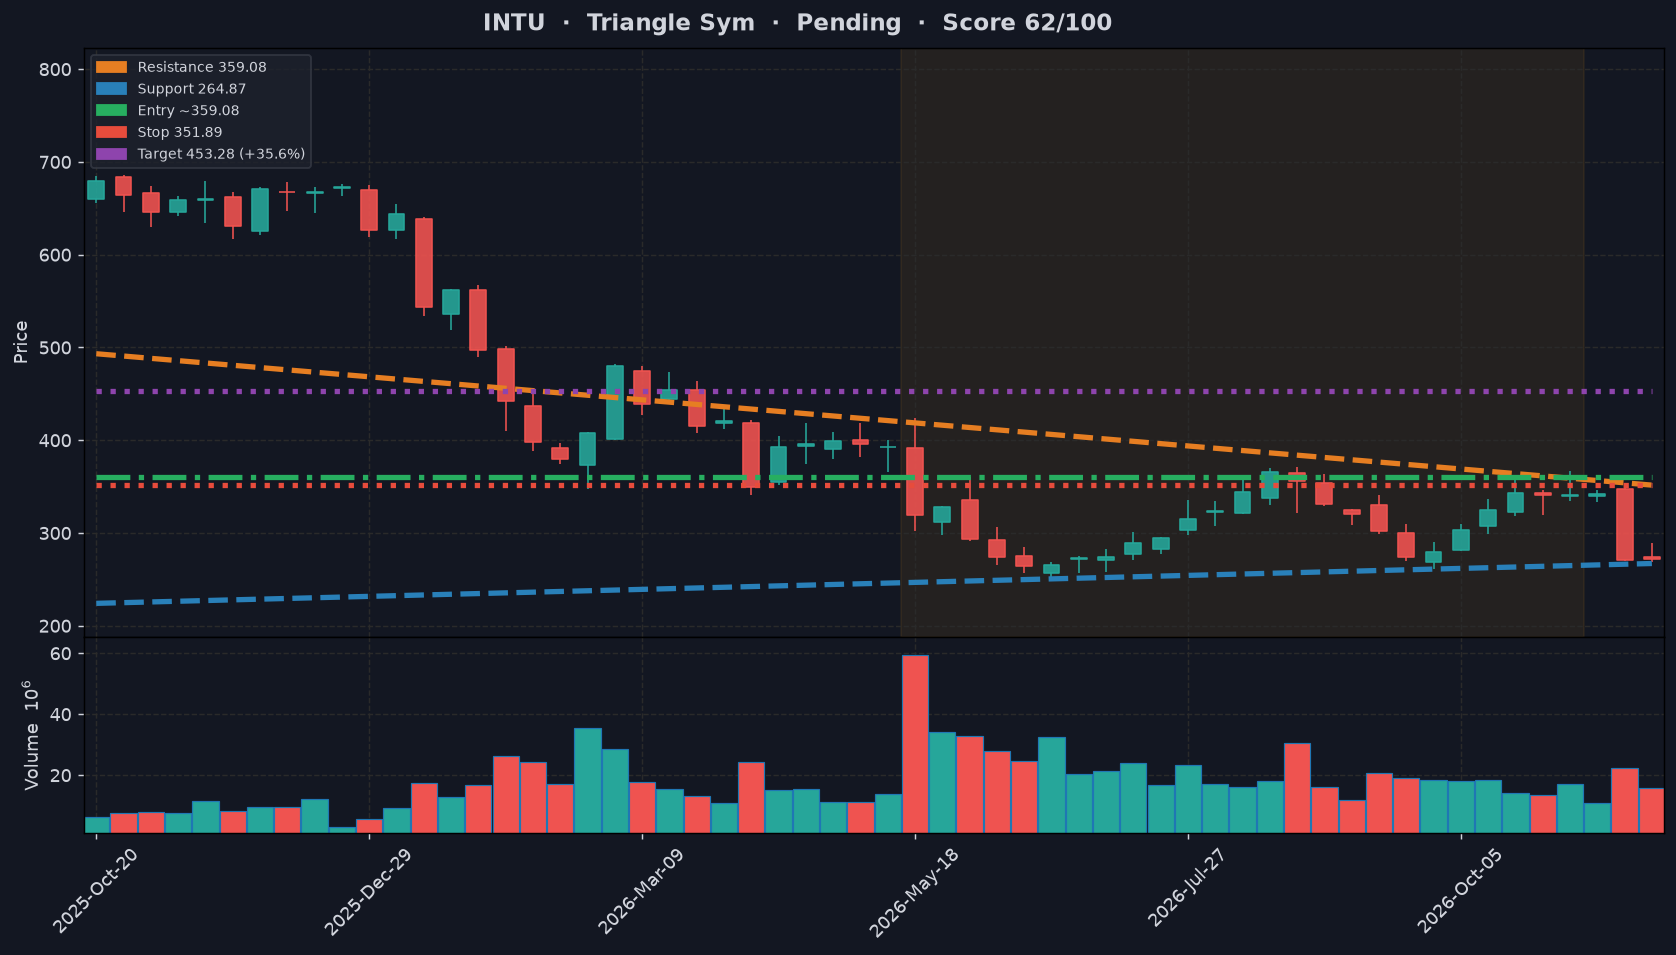 INTU · Triangle Sym · Pending · Score 62/100
Resistance 359.08
Support 264.87
Entry ~359.08
Stop 351.89
Target 453.28 (+35.6%)
Price
800
700
600
500
400
300
200
Volume 10⁶
60
40
20
2025-Oct-20
2025-Dec-29
2026-Mar-09
2026-May-18
2026-Jul-27
2026-Oct-05